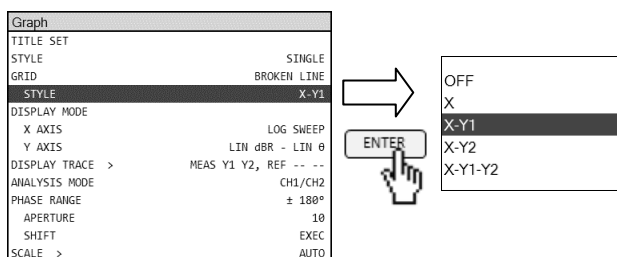 Graph
TITLE SET
STYLE SINGLE
GRID BROKEN LINE
STYLE X-Y1
DISPLAY MODE
X AXIS LOG SWEEP
Y AXIS LIN dBR - LIN θ
DISPLAY TRACE > MEAS Y1 Y2, REF -- --
ANALYSIS MODE CH1/CH2
PHASE RANGE ± 180°
APERTURE 10
SHIFT EXEC
SCALE > AUTO
ENTER
OFF
X
X-Y1
X-Y2
X-Y1-Y2